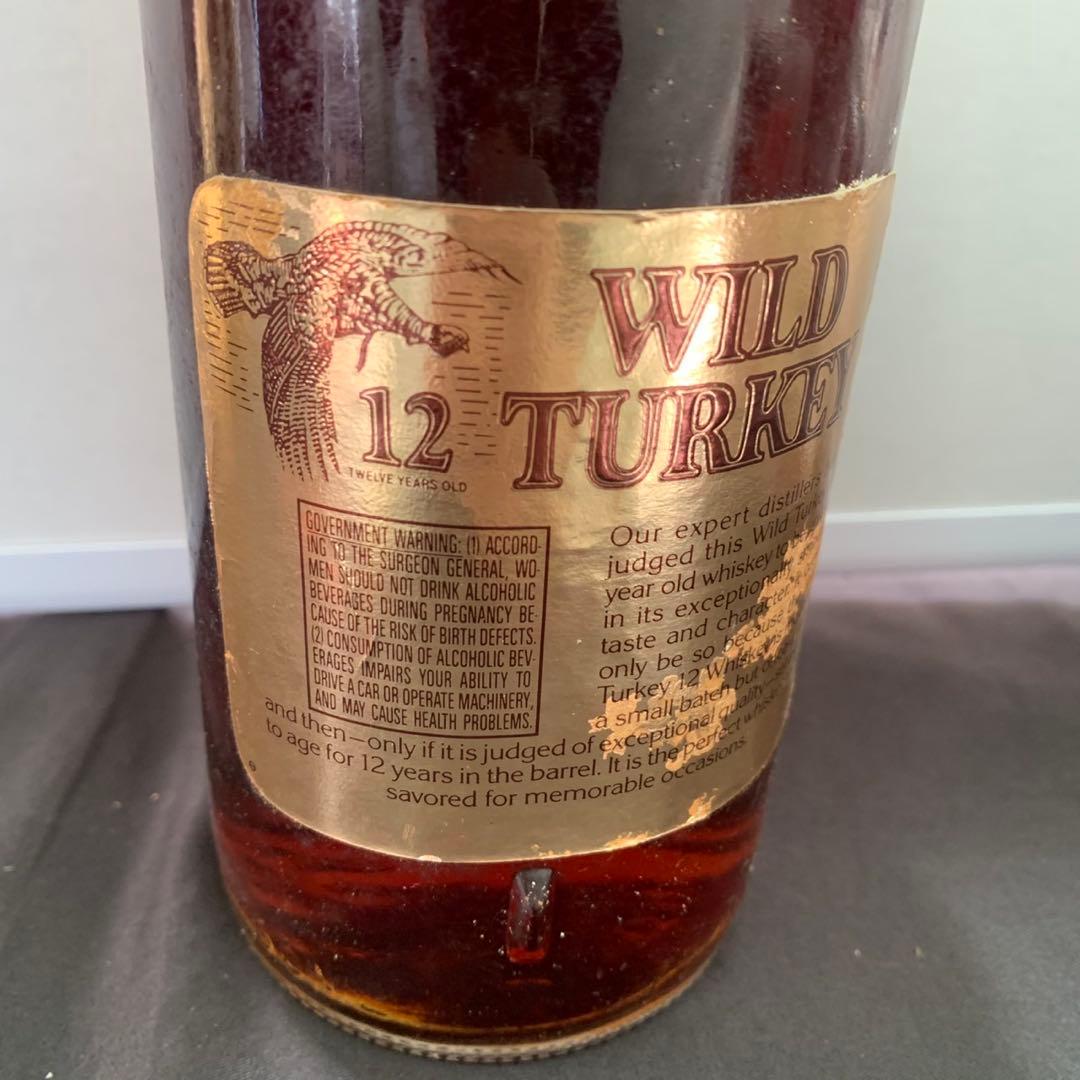 WILD
TURKEY
12
TWELVE YEARS OLD
GOVERNMENT WARNING: (1) ACCORD-
ING TO THE SURGEON GENERAL, WO-
MEN SHOULD NOT DRINK ALCOHOLIC
BEVERAGES DURING PREGNANCY BE-
CAUSE OF THE RISK OF BIRTH DEFECTS.
(2) CONSUMPTION OF ALCOHOLIC BEV-
ERAGES IMPAIRS YOUR ABILITY TO
DRIVE A CAR OR OPERATE MACHINERY,
AND MAY CAUSE HEALTH PROBLEMS.
Our expert distillers
judged this Wild
year old whiskey to
in its exceptional
taste and character
only be so because
Turkey 12
a small batch but
and then—only if it is judged of exceptional quality
to age for 12 years in the barrel. It is the perfect
savored for memorable occasions.